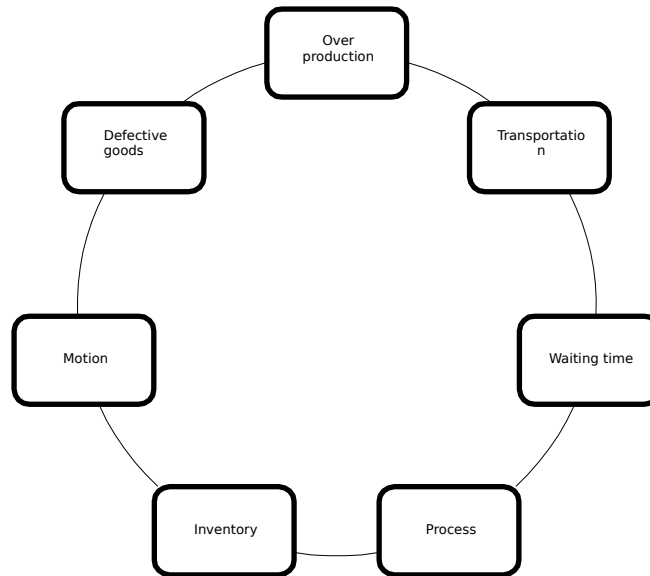 Over
production
Transportatio
n
Waiting time
Process
Inventory
Motion
Defective
goods